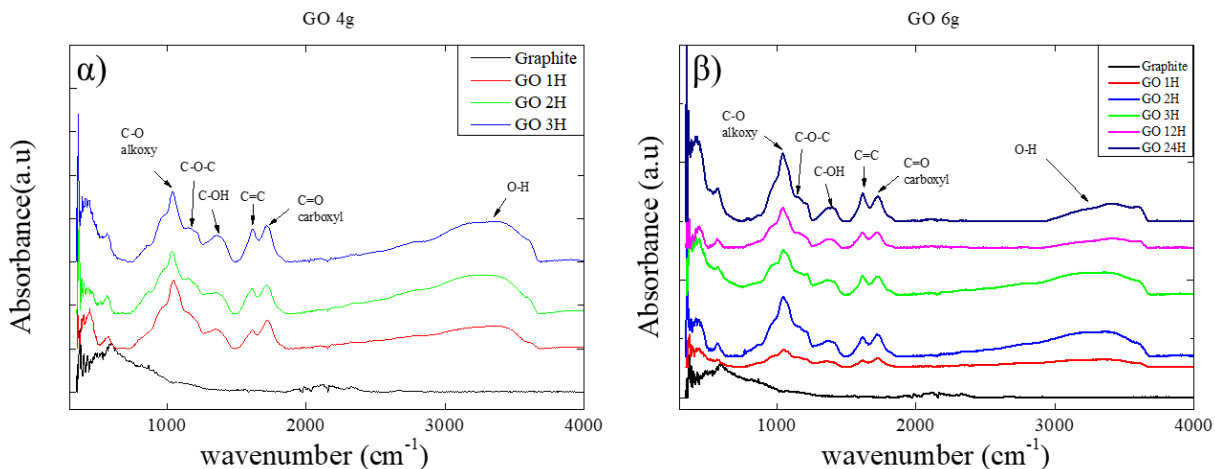 GO 4g
α)
Graphite
GO 1H
GO 2H
GO 3H
C-O
alkoxy
C-O-C
C-OH
C=C
C=O
carboxyl
O-H
Absorbance(a.u)
1000
2000
3000
4000
wavenumber (cm⁻¹)
GO 6g
β)
Graphite
GO 1H
GO 2H
GO 3H
GO 12H
GO 24H
C-O
alkoxy
C-O-C
C-OH
C=C
C=O
carboxyl
O-H
Absorbance (a.u)
1000
2000
3000
4000
wavenumber (cm⁻¹)